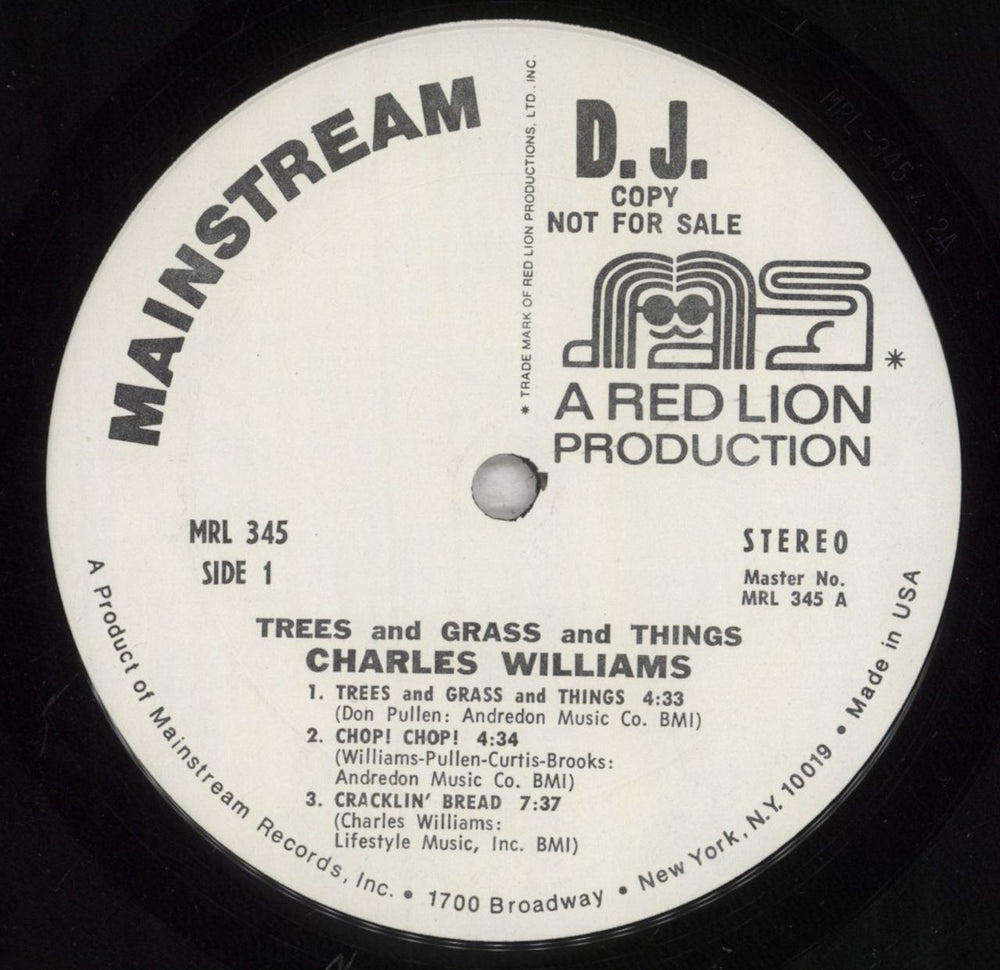 MAINSTREAM
* TRADE MARK OF RED LION PRODUCTIONS, LTD., INC.
D.J.
COPY
NOT FOR SALE
*
A RED LION
PRODUCTION
MRL 345
SIDE 1
STEREO
Master No.
MRL 345 A
TREES and GRASS and THINGS
CHARLES WILLIAMS
1. TREES and GRASS and THINGS 4:33
(Don Pullen: Andredon Music Co. BMI)
2. CHOP! CHOP! 4:34
(Williams-Pullen-Curtis-Brooks:
Andredon Music Co. BMI)
3. CRACKLIN' BREAD 7:37
(Charles Williams:
Lifestyle Music, Inc. BMI)
A Product of Mainstream Records, Inc. • 1700 Broadway • New York, N.Y. 10019 • Made in USA